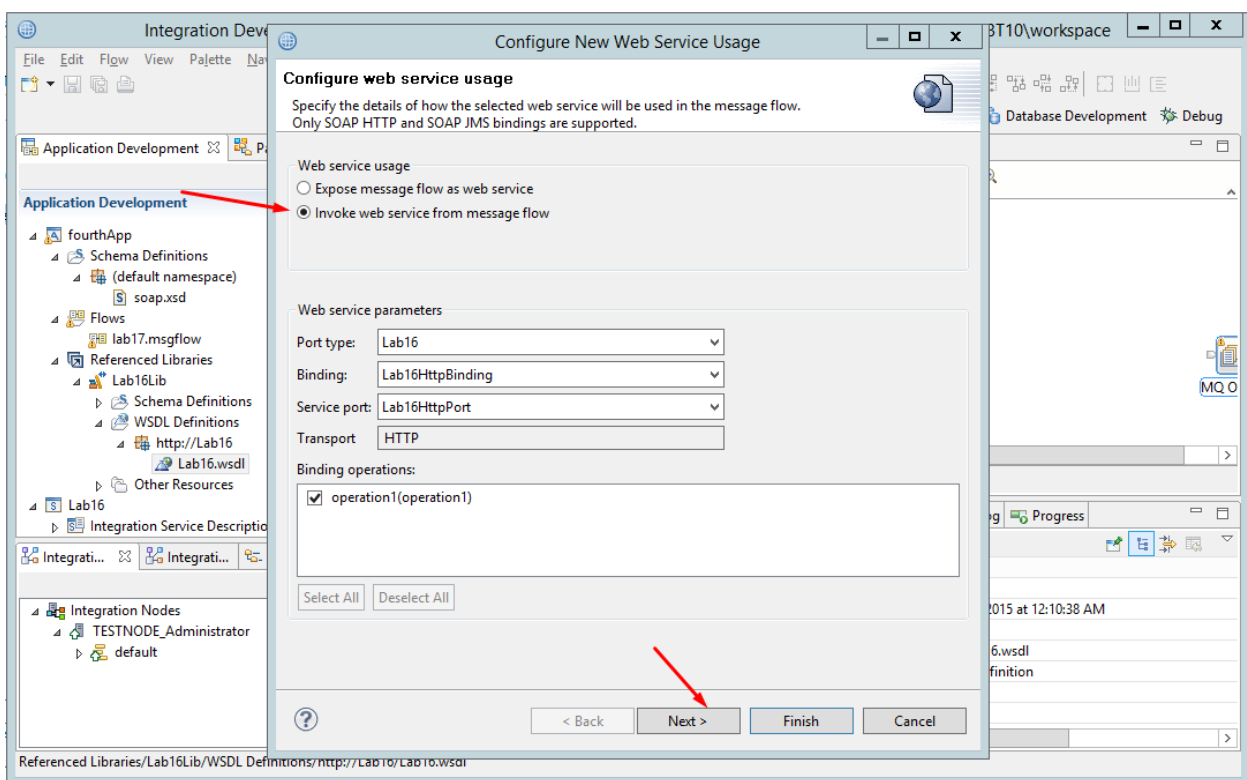 Integration Deve
BT10\workspace
File Edit Flow View Palette Na
Database Development Debug
Application Development
Application Development
fourthApp
Schema Definitions
(default namespace)
soap.xsd
Flows
lab17.msgflow
Referenced Libraries
Lab16Lib
Schema Definitions
WSDL Definitions
http://Lab16
Lab16.wsdl
Other Resources
Lab16
Integration Service Descriptio
Integrati... Integrati...
Integration Nodes
TESTNODE_Administrator
default
Configure New Web Service Usage
Configure web service usage
Specify the details of how the selected web service will be used in the message flow.
Only SOAP HTTP and SOAP JMS bindings are supported.
Web service usage
Expose message flow as web service
Invoke web service from message flow
Web service parameters
Port type: Lab16
Binding: Lab16HttpBinding
Service port: Lab16HttpPort
Transport HTTP
Binding operations:
operation1(operation1)
Select All Deselect All
? < Back Next > Finish Cancel
MQ O
Progress
2015 at 12:10:38 AM
6.wsdl
finition
Referenced Libraries/Lab16Lib/WSDL Definitions/http://Lab16/Lab16.wsdl